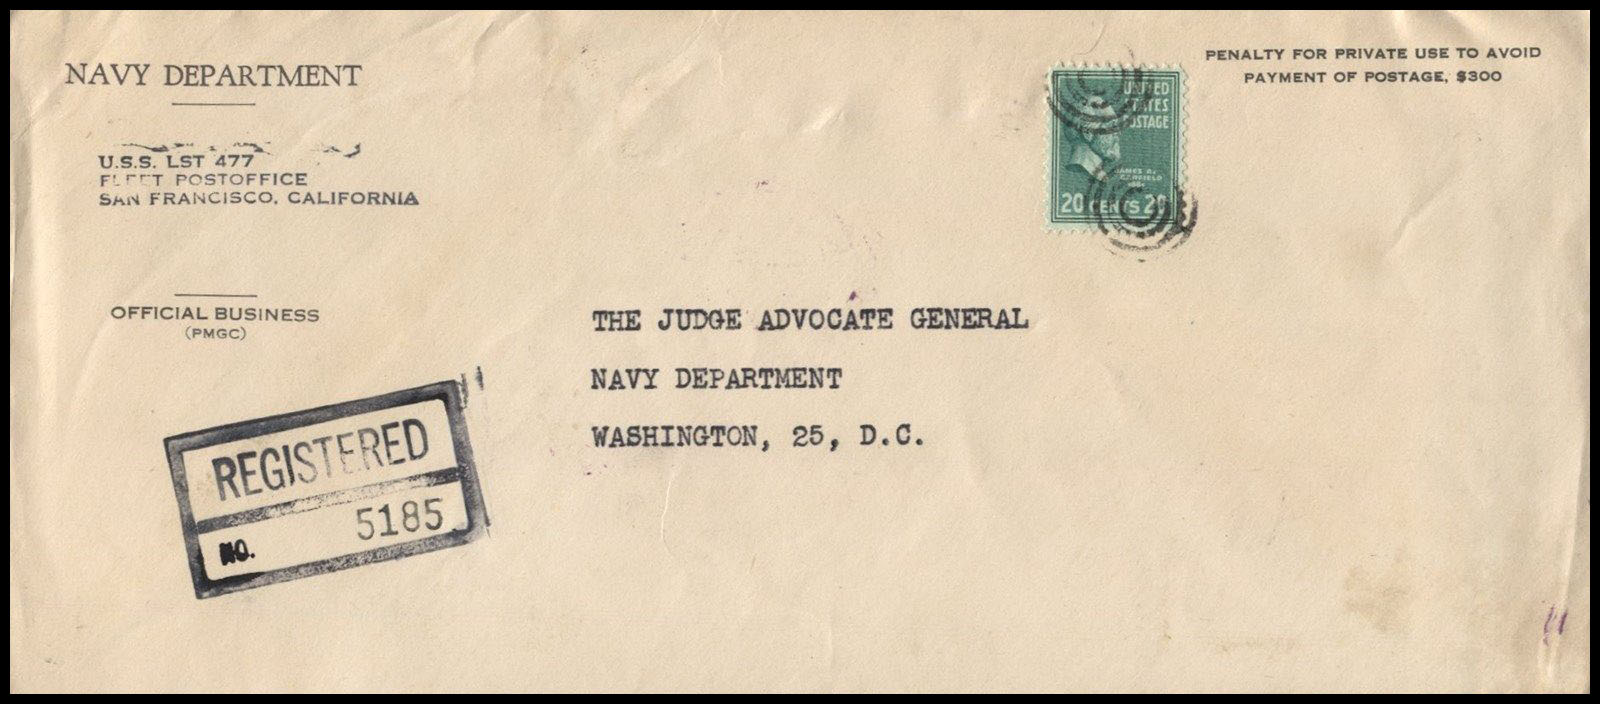 NAVY DEPARTMENT
U.S.S. LST 477
FLEET POSTOFFICE
SAN FRANCISCO, CALIFORNIA
OFFICIAL BUSINESS
(PMGC)
PENALTY FOR PRIVATE USE TO AVOID
PAYMENT OF POSTAGE, $300
UNITED
STATES
POSTAGE
JAMES A.
GARFIELD
20 CENTS 20
THE JUDGE ADVOCATE GENERAL
NAVY DEPARTMENT
WASHINGTON, 25, D.C.
REGISTERED
NO. 5185